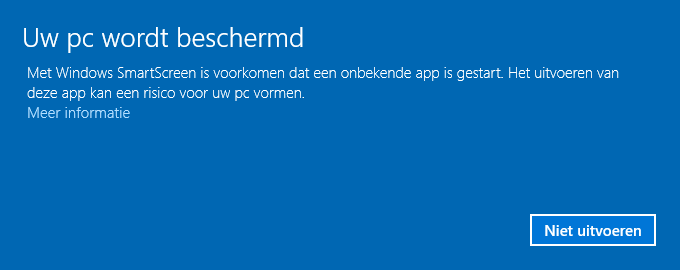 Uw pc wordt beschermd
Met Windows SmartScreen is voorkomen dat een onbekende app is gestart. Het uitvoeren van
deze app kan een risico voor uw pc vormen.
Meer informatie
Niet uitvoeren